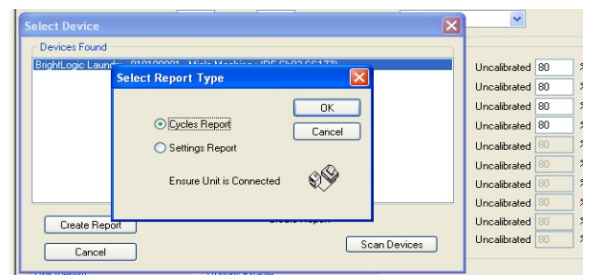 Select Device
Devices Found
BrightLogic
Select Report Type
OK
Cycles Report
Cancel
Settings Report
Ensure Unit is Connected
Create Report
Cancel
Scan Devices
Uncalibrated 80
Uncalibrated 80
Uncalibrated 80
Uncalibrated 80
Uncalibrated 80
Uncalibrated 80
Uncalibrated 80
Uncalibrated 80
Uncalibrated 80
Uncalibrated 80